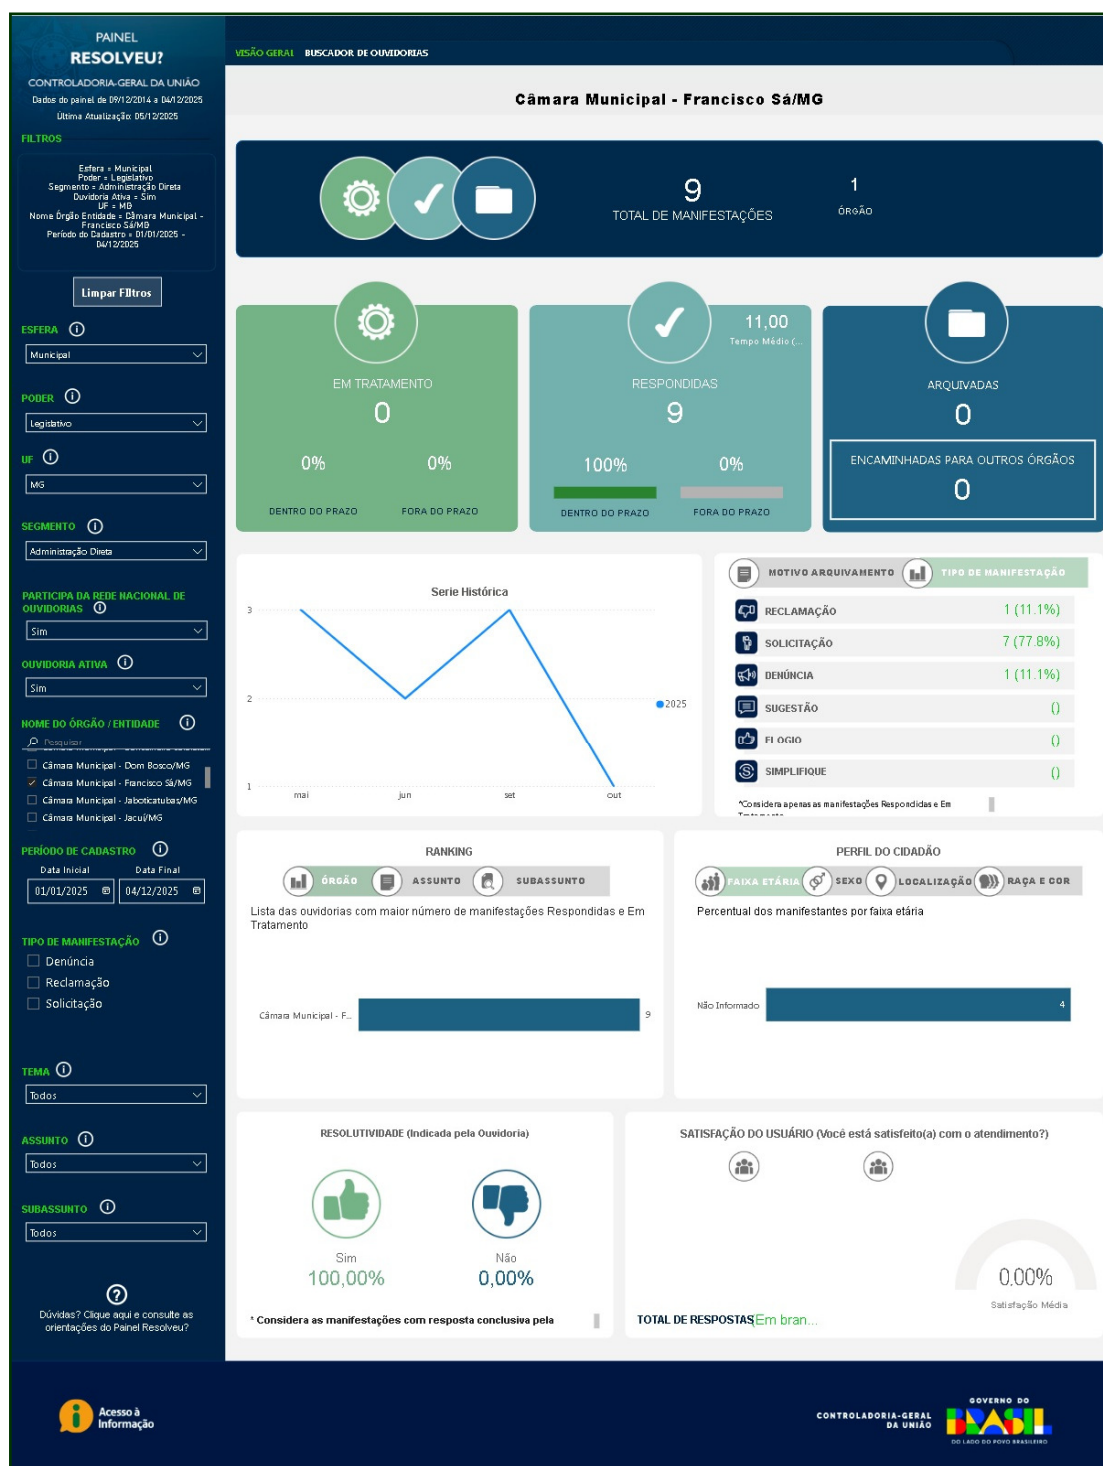 PAINEL
RESOLVEU?
CONTROLADORIA-GERAL DA UNIÃO
Dados do painel de 09/12/2014 a 04/12/2025
Última Atualização: 05/12/2025
FILTROS
Esfera = Municipal
Poder = Legislativo
Segmento = Administração Direta
Ouvidoria Ativa = Sim
UF = MG
Nome Órgão Entidade = Câmara Municipal -
Francisco Sá/MG
Período do Cadastro = 01/01/2025 -
04/12/2025
Limpar FIltros
ESFERA
Municipal
PODER
Legislativo
UF
MG
SEGMENTO
Administração Direta
PARTICIPA DA REDE NACIONAL DE
OUVIDORIAS
Sim
OUVIDORIA ATIVA
Sim
NOME DO ÓRGÃO / ENTIDADE
Pesquisar
Câmara Municipal - Dom Bosco/MG
Câmara Municipal - Francisco Sá/MG
Câmara Municipal - Jaboticatubas/MG
Câmara Municipal - Jacuí/MG
PERÍODO DE CADASTRO
Data Inicial Data Final
01/01/2025 04/12/2025
TIPO DE MANIFESTAÇÃO
Denúncia
Reclamação
Solicitação
TEMA
Todos
ASSUNTO
Todos
SUBASSUNTO
Todos
Dúvidas? Clique aqui e consulte as
orientações do Painel Resolveu?
VISÃO GERAL BUSCADOR DE OUVIDORIAS
Câmara Municipal - Francisco Sá/MG
9
TOTAL DE MANIFESTAÇÕES
1
ÓRGÃO
EM TRATAMENTO
0
0% 0%
DENTRO DO PRAZO FORA DO PRAZO
11,00
Tempo Médio (...
RESPONDIDAS
9
100% 0%
DENTRO DO PRAZO FORA DO PRAZO
ARQUIVADAS
0
ENCAMINHADAS PARA OUTROS ÓRGÃOS
0
Serie Histórica
3
2
1
mai jun set out
2025
MOTIVO ARQUIVAMENTO TIPO DE MANIFESTAÇÃO
RECLAMAÇÃO 1 (11.1%)
SOLICITAÇÃO 7 (77.8%)
DENÚNCIA 1 (11.1%)
SUGESTÃO ()
ELOGIO ()
SIMPLIFIQUE ()
*Considera apenas as manifestações Respondidas e Em
Tratamento
RANKING
ÓRGÃO ASSUNTO SUBASSUNTO
Lista das ouvidorias com maior número de manifestações Respondidas e Em
Tratamento
Câmara Municipal - F... 9
PERFIL DO CIDADÃO
FAIXA ETÁRIA SEXO LOCALIZAÇÃO RAÇA E COR
Percentual dos manifestantes por faixa etária
Não Informado 4
RESOLUTIVIDADE (Indicada pela Ouvidoria)
Sim Não
100,00% 0,00%
* Considera as manifestações com resposta conclusiva pela
SATISFAÇÃO DO USUÁRIO (Você está satisfeito(a) com o atendimento?)
0,00%
Satisfação Média
TOTAL DE RESPOSTAS (Em bran...
Acesso à
Informação
CONTROLADORIA-GERAL
DA UNIÃO
GOVERNO DO
BRASIL
DO LADO DO POVO BRASILEIRO